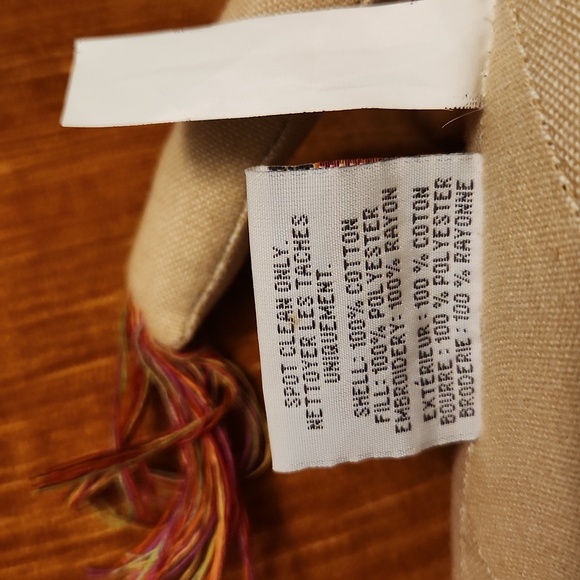 SPOT CLEAN ONLY.
NETTOYER LES TACHES
UNIQUEMENT.
SHELL: 100% COTTON
FILL: 100% POLYESTER
EMBROIDERY: 100% RAYON
EXTÉRIEUR : 100 % COTON
BOURRE : 100 % POLYESTER
BRODERIE : 100 % RAYONNE